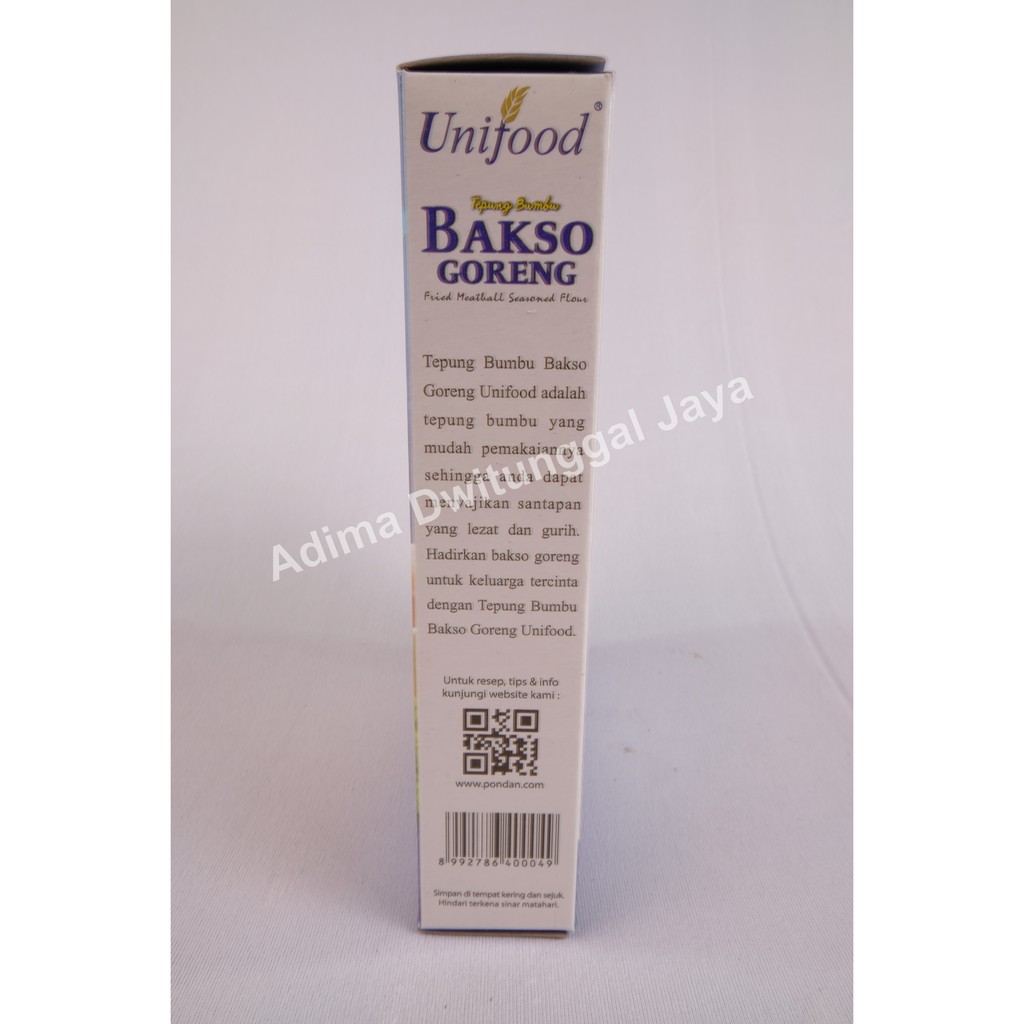 Unifood®
Tepung Bumbu
BAKSO
GORENG
Fried Meatball Seasoned Flour
Tepung Bumbu Bakso
Goreng Unifood adalah
tepung bumbu yang
mudah pemakaiannya
sehingga anda dapat
menyajikan santapan
yang lezat dan gurih.
Hadirkan bakso goreng
untuk keluarga tercinta
dengan Tepung Bumbu
Bakso Goreng Unifood.
Adima Dwitunggal Jaya
Untuk resep, tips & info
kunjungi website kami :
www.pondan.com
8 992786 400049
Simpan di tempat kering dan sejuk.
Hindari terkena sinar matahari.